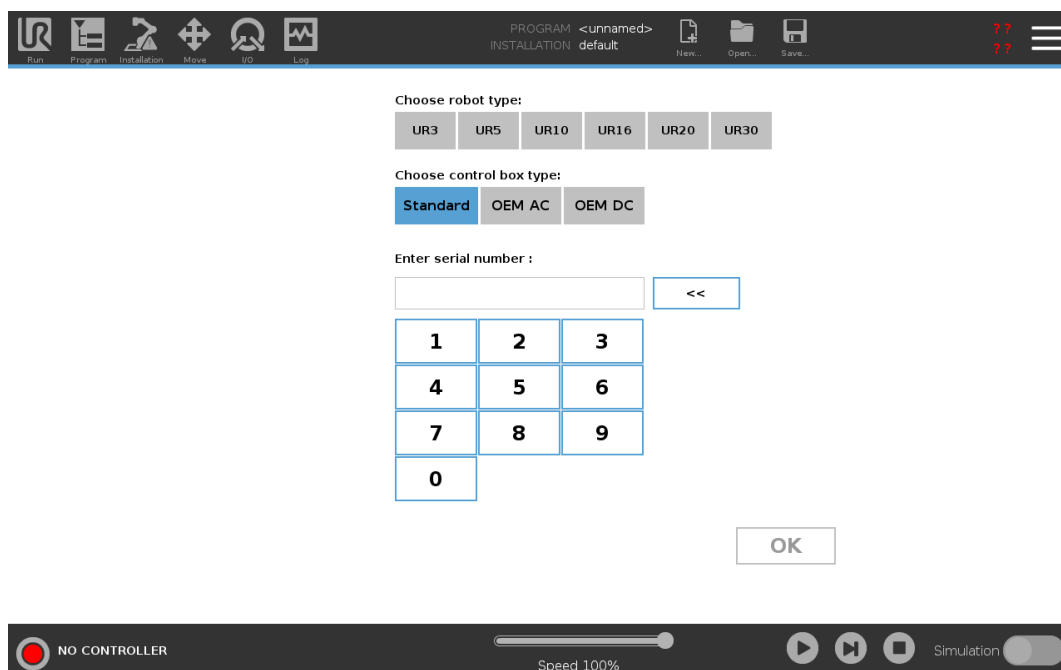 PROGRAM <unnamed>
INSTALLATION default
Run Program Installation Move I/O Log New... Open... Save...
? ?
? ?
Choose robot type:
UR3 UR5 UR10 UR16 UR20 UR30
Choose control box type:
Standard OEM AC OEM DC
Enter serial number :
<<
1 2 3
4 5 6
7 8 9
0
OK
NO CONTROLLER
Speed 100%
Simulation